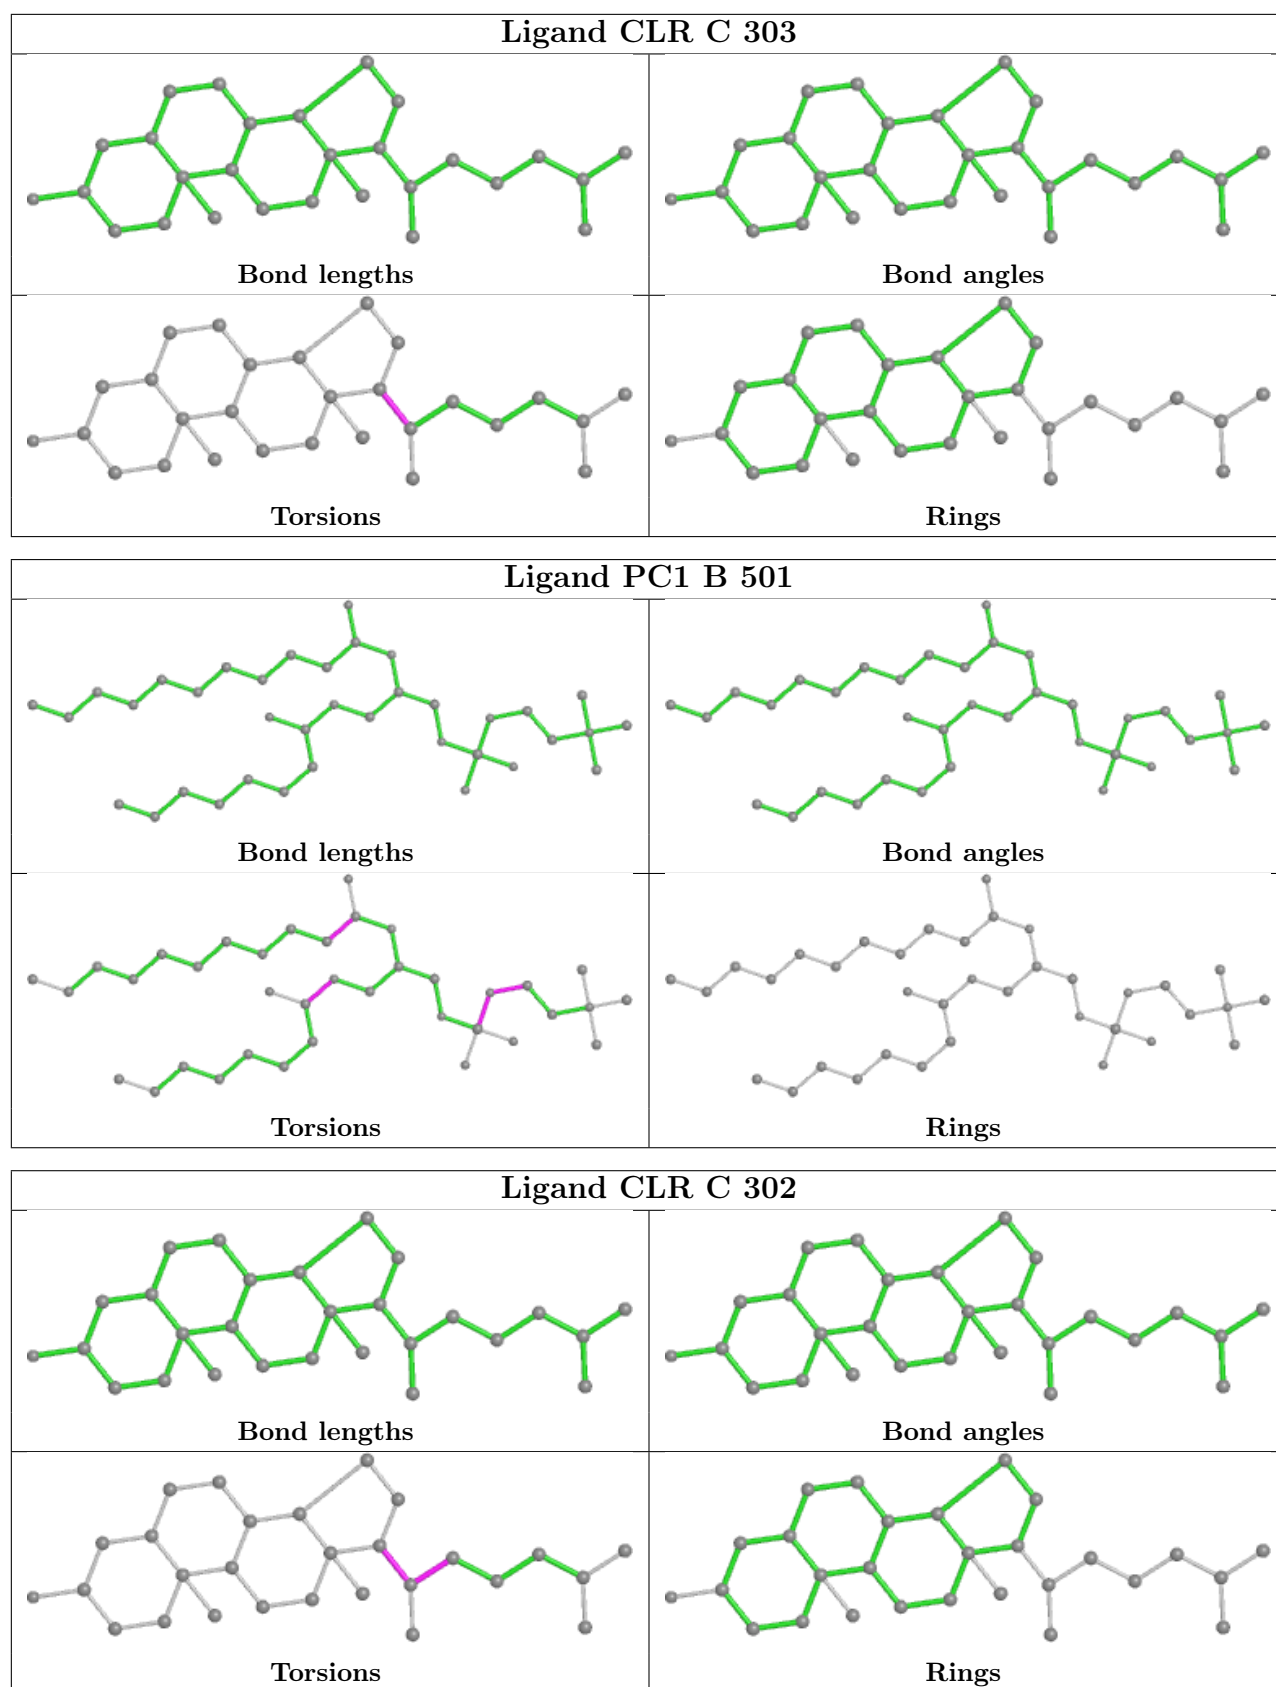 Ligand CLR C 303
Bond lengths
Bond angles
Torsions
Rings
Ligand PC1 B 501
Bond lengths
Bond angles
Torsions
Rings
Ligand CLR C 302
Bond lengths
Bond angles
Torsions
Rings